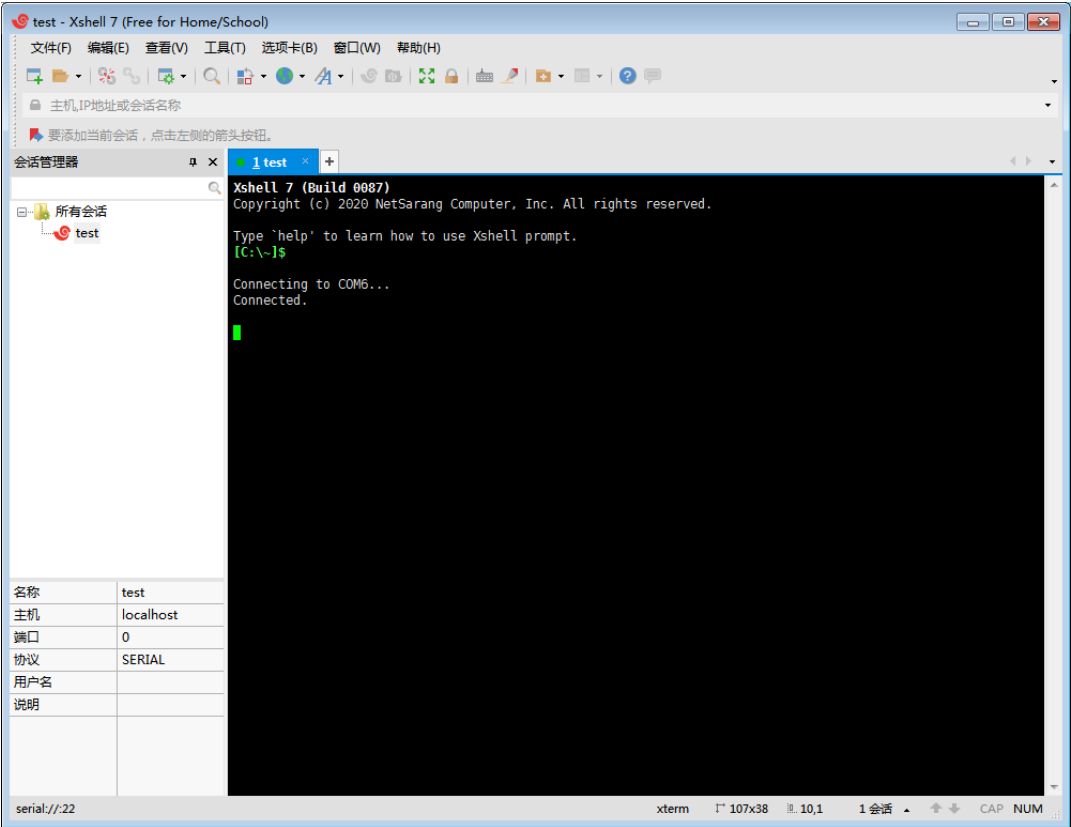 test - Xshell 7 (Free for Home/School)
文件(F) 编辑(E) 查看(V) 工具(T) 选项卡(B) 窗口(W) 帮助(H)
主机,IP地址或会话名称
要添加当前会话，点击左侧的箭头按钮。
会话管理器
1 test
所有会话
test
Xshell 7 (Build 0087)
Copyright (c) 2020 NetSarang Computer, Inc. All rights reserved.
Type `help' to learn how to use Xshell prompt.
[C:\~]$
Connecting to COM6...
Connected.
名称 test
主机 localhost
端口 0
协议 SERIAL
用户名
说明
serial://:22 xterm 107x38 10,1 1 会话 CAP NUM